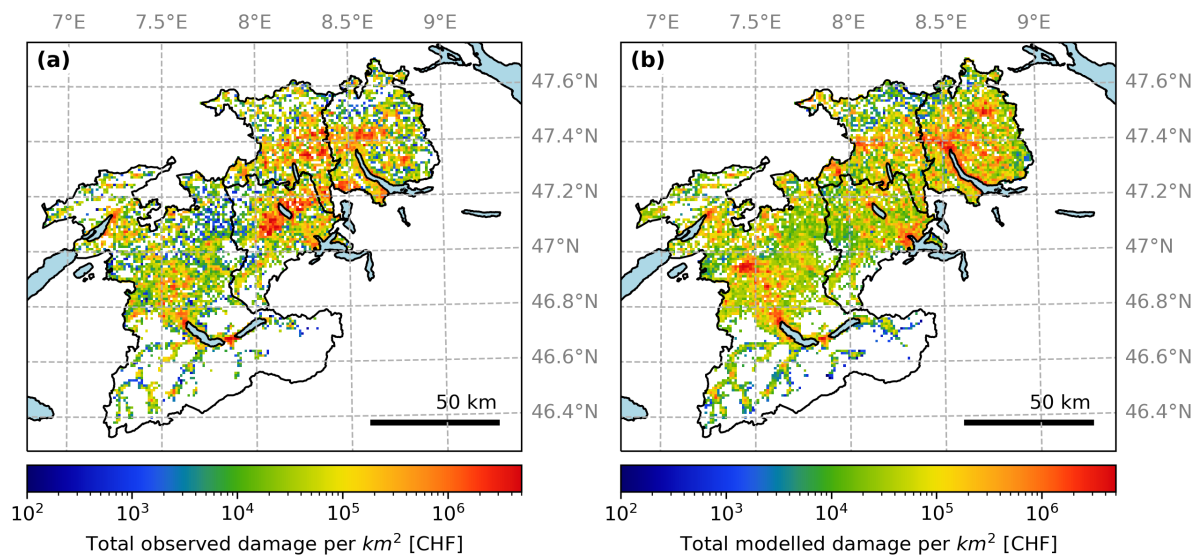 7°E 7.5°E 8°E 8.5°E 9°E 7°E 7.5°E 8°E 8.5°E 9°E
(a) (b)
47.6°N
47.4°N
47.2°N
47°N
46.8°N
46.6°N
46.4°N
47.6°N
47.4°N
47.2°N
47°N
46.8°N
46.6°N
46.4°N
50 km 50 km
10² 10³ 10⁴ 10⁵ 10⁶ 10² 10³ 10⁴ 10⁵ 10⁶
Total observed damage per km² [CHF] Total modelled damage per km² [CHF]